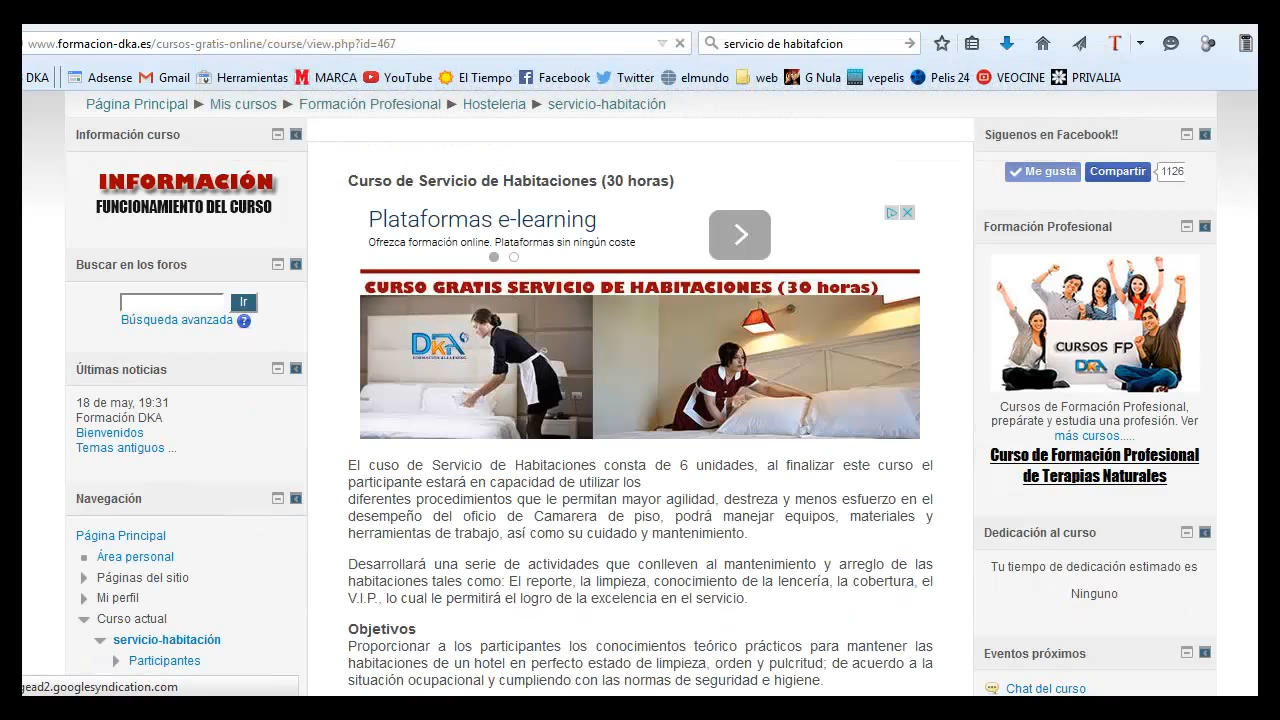 www.formacion-dka.es/cursos-gratis-online/course/view.php?id=467
servicio de habitafcion
DKA Adsense Gmail Herramientas MARCA YouTube El Tiempo Facebook Twitter elmundo web G Nula vepelis Pelis 24 VEOCINE PRIVALIA
Página Principal ► Mis cursos ► Formación Profesional ► Hosteleria ► servicio-habitación
Información curso
INFORMACIÓN
FUNCIONAMIENTO DEL CURSO
Buscar en los foros
Ir
Búsqueda avanzada
Últimas noticias
18 de may, 19:31
Formación DKA
Bienvenidos
Temas antiguos ...
Navegación
Página Principal
Área personal
Páginas del sitio
Mi perfil
Curso actual
servicio-habitación
Participantes
gead2.googlesyndication.com
Curso de Servicio de Habitaciones (30 horas)
Plataformas e-learning
Ofrezca formación online. Plataformas sin ningún coste
CURSO GRATIS SERVICIO DE HABITACIONES (30 horas)
DKA
FORMACIÓN ELEARNING
El cuso de Servicio de Habitaciones consta de 6 unidades, al finalizar este curso el
participante estará en capacidad de utilizar los
diferentes procedimientos que le permitan mayor agilidad, destreza y menos esfuerzo en el
desempeño del oficio de Camarera de piso, podrá manejar equipos, materiales y
herramientas de trabajo, así como su cuidado y mantenimiento.
Desarrollará una serie de actividades que conlleven al mantenimiento y arreglo de las
habitaciones tales como: El reporte, la limpieza, conocimiento de la lencería, la cobertura, el
V.I.P., lo cual le permitirá el logro de la excelencia en el servicio.
Objetivos
Proporcionar a los participantes los conocimientos teórico prácticos para mantener las
habitaciones de un hotel en perfecto estado de limpieza, orden y pulcritud; de acuerdo a la
situación ocupacional y cumpliendo con las normas de seguridad e higiene.
Siguenos en Facebook!!
Me gusta Compartir 1126
Formación Profesional
CURSOS FP
DKA
Cursos de Formación Profesional,
prepárate y estudia una profesión. Ver
más cursos.....
Curso de Formación Profesional
de Terapias Naturales
Dedicación al curso
Tu tiempo de dedicación estimado es
Ninguno
Eventos próximos
Chat del curso